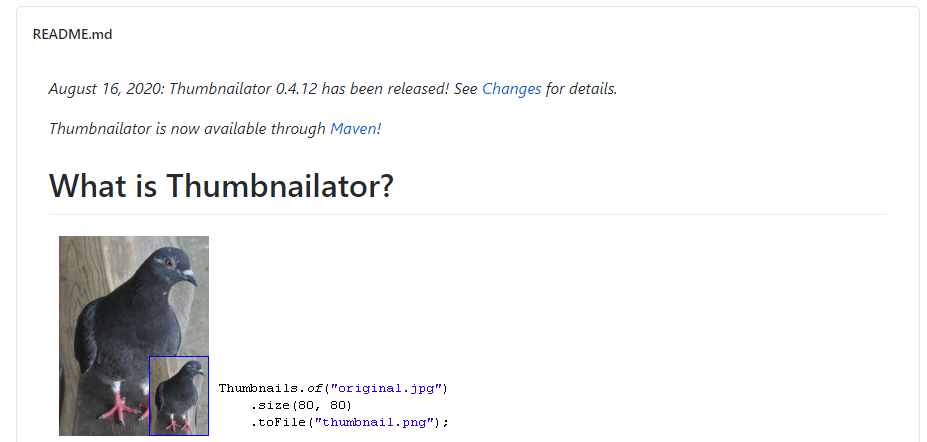 README.md
August 16, 2020: Thumbnailator 0.4.12 has been released! See Changes for details.
Thumbnailator is now available through Maven!
What is Thumbnailator?
Thumbnails.of("original.jpg")
.size(80, 80)
.toFile("thumbnail.png");